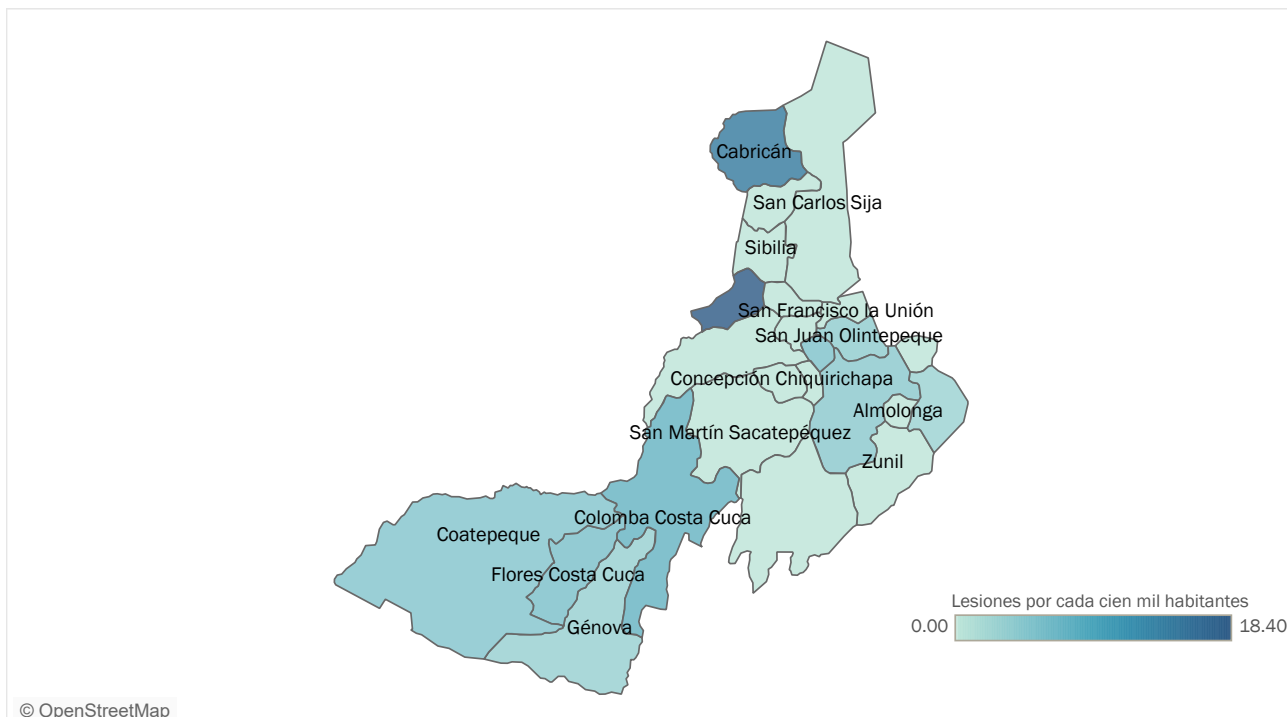 Cabricán
San Carlos Sija
Sibilia
San Francisco la Unión
San Juan Olintepeque
Concepción Chiquirichapa
Almolonga
San Martín Sacatepéquez
Zunil
Colomba Costa Cuca
Coatepeque
Flores Costa Cuca
Génova
Lesiones por cada cien mil habitantes
0.00
18.40
© OpenStreetMap